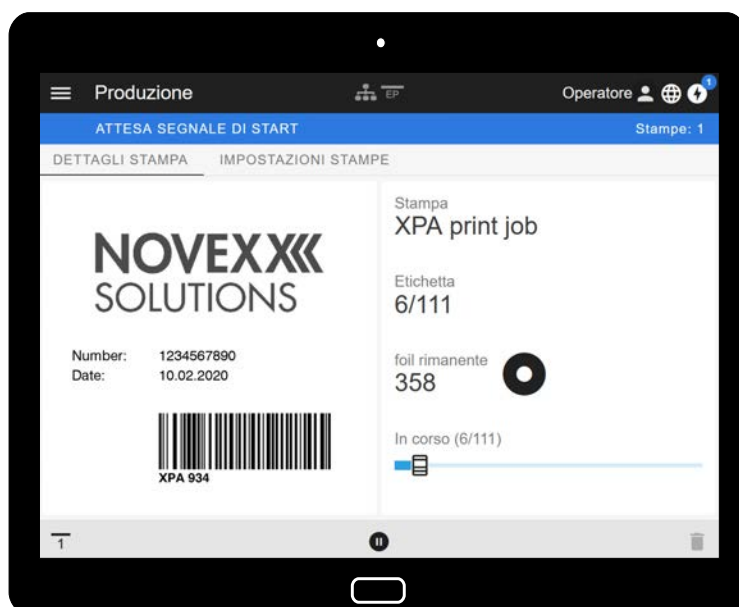 Produzione
EP
Operatore
1
ATTESA SEGNALE DI START
Stampe: 1
DETTAGLI STAMPA
IMPOSTAZIONI STAMPE
NOVEXX
SOLUTIONS
Number: 1234567890
Date: 10.02.2020
XPA 934
Stampa
XPA print job
Etichetta
6/111
foil rimanente
358
In corso (6/111)
1